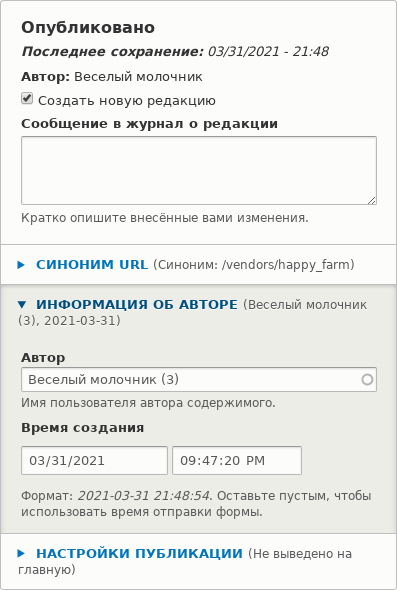 Опубликовано
Последнее сохранение: 03/31/2021 - 21:48
Автор: Веселый молочник
Создать новую редакцию
Сообщение в журнал о редакции
Кратко опишите внесённые вами изменения.
СИНОНИМ URL (Синоним: /vendors/happy_farm)
ИНФОРМАЦИЯ ОБ АВТОРЕ (Веселый молочник
(3), 2021-03-31)
Автор
Веселый молочник (3)
Имя пользователя автора содержимого.
Время создания
03/31/2021 09:47:20 PM
Формат: 2021-03-31 21:48:54. Оставьте пустым, чтобы
использовать время отправки формы.
НАСТРОЙКИ ПУБЛИКАЦИИ (Не выведено на
главную)